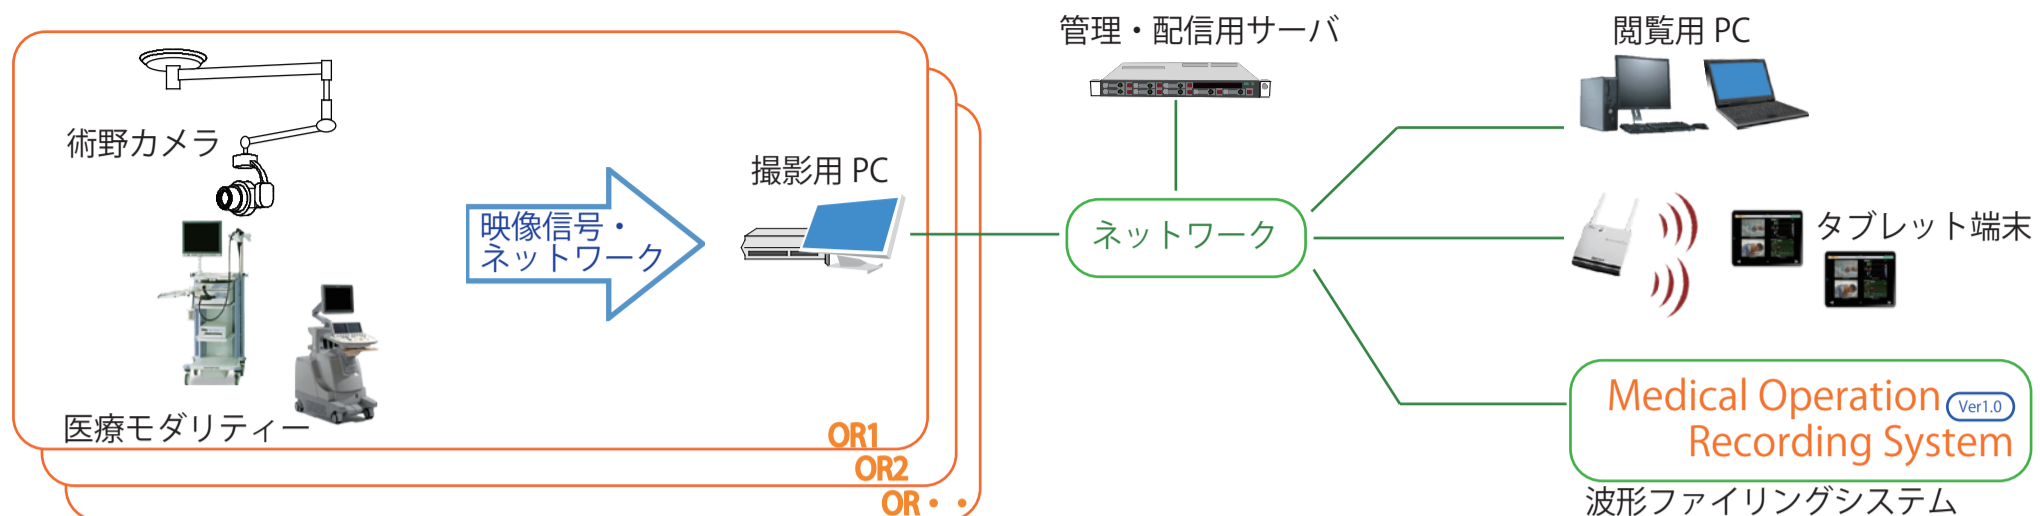 管理・配信用サーバ
閲覧用 PC
術野カメラ
撮影用 PC
映像信号・
ネットワーク
ネットワーク
タブレット端末
医療モダリティー
OR1
OR2
OR・・
Medical Operation
Ver1.0
Recording System
波形ファイリングシステム